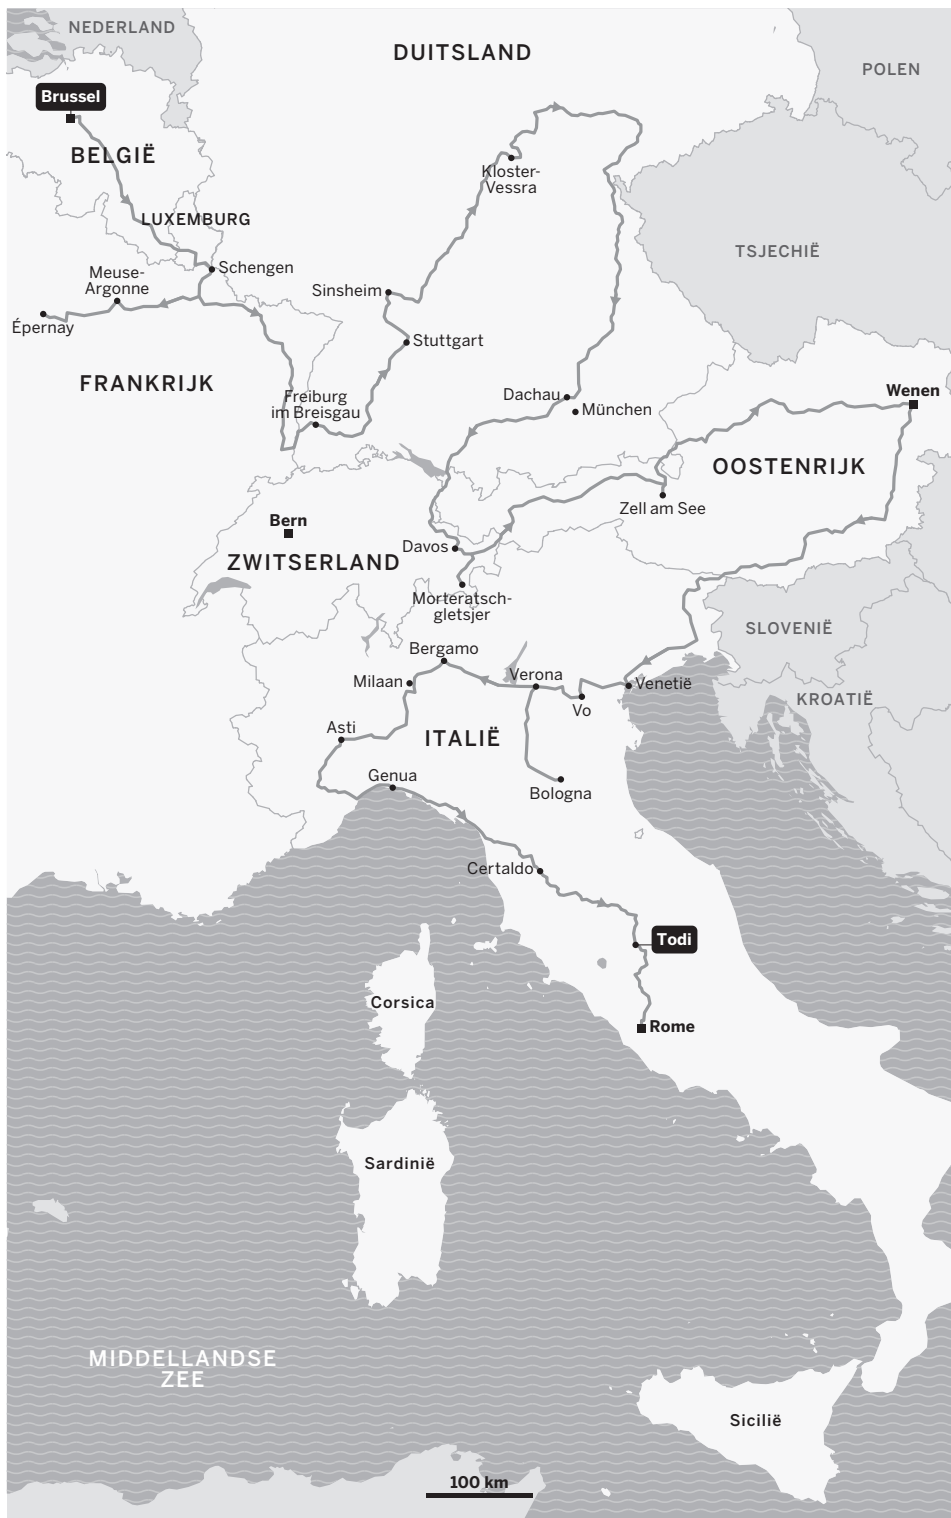 NEDERLAND
DUITSLAND
POLEN
Brussel
BELGIË
Kloster-
Vessra
LUXEMBURG
TSJECHIË
Schengen
Meuse-
Argonne
Sinsheim
Épernay
Stuttgart
FRANKRIJK
Freiburg
im Breisgau
Dachau
München
Wenen
OOSTENRIJK
Zell am See
Bern
ZWITSERLAND
Davos
Morteratsch-
gletsjer
SLOVENIË
Bergamo
Milaan
Verona
Venetië
Vo
KROATIË
Asti
ITALIË
Genua
Bologna
Certaldo
Todi
Corsica
Rome
Sardinië
MIDDELLANDSE
ZEE
Sicilië
100 km